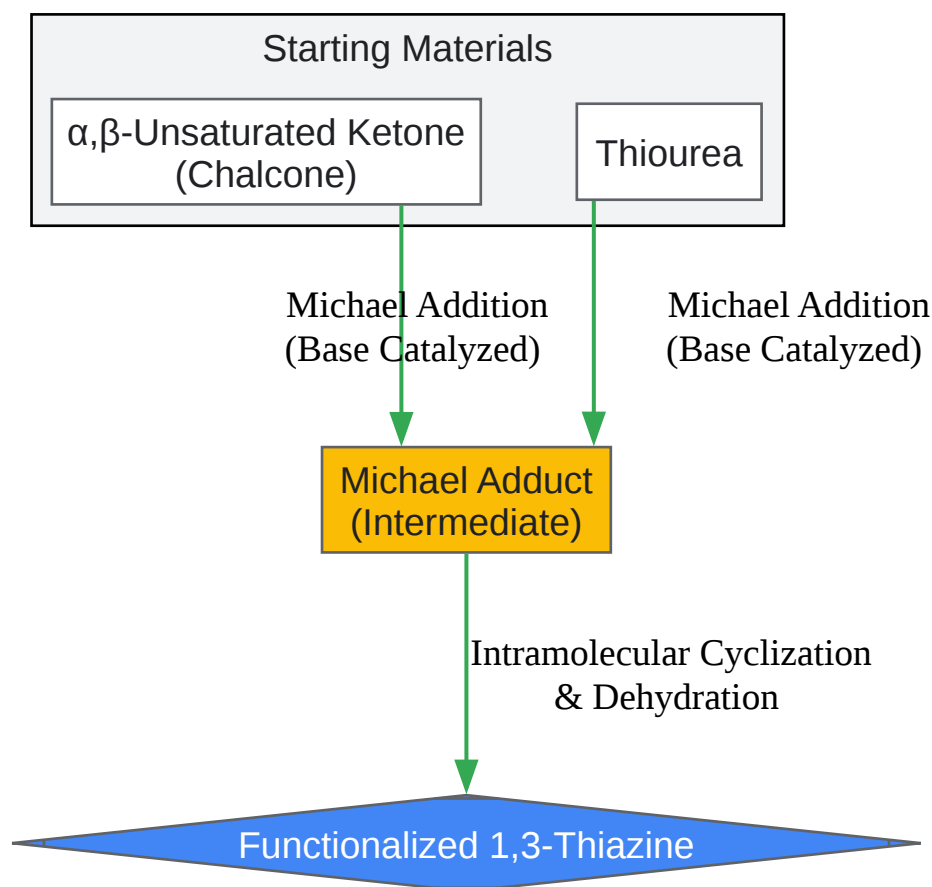 Starting Materials
α,β-Unsaturated Ketone
(Chalcone)
Thiourea
Michael Addition
(Base Catalyzed)
Michael Addition
(Base Catalyzed)
Michael Adduct
(Intermediate)
Intramolecular Cyclization
& Dehydration
Functionalized 1,3-Thiazine